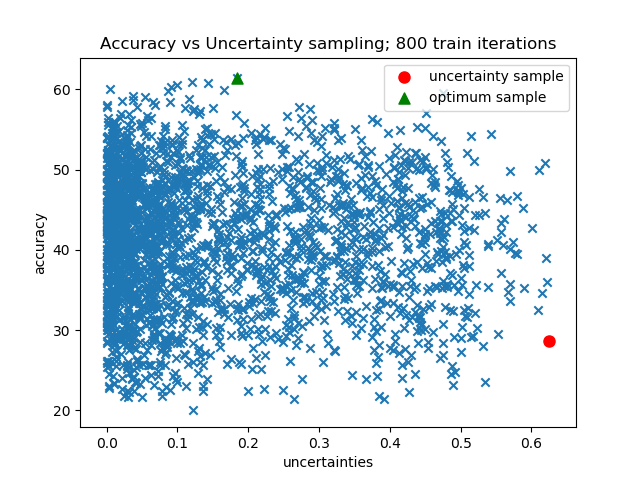 Accuracy vs Uncertainty sampling; 800 train iterations
uncertainty sample
optimum sample
60
50
40
30
20
accuracy
0.0 0.1 0.2 0.3 0.4 0.5 0.6
uncertainties